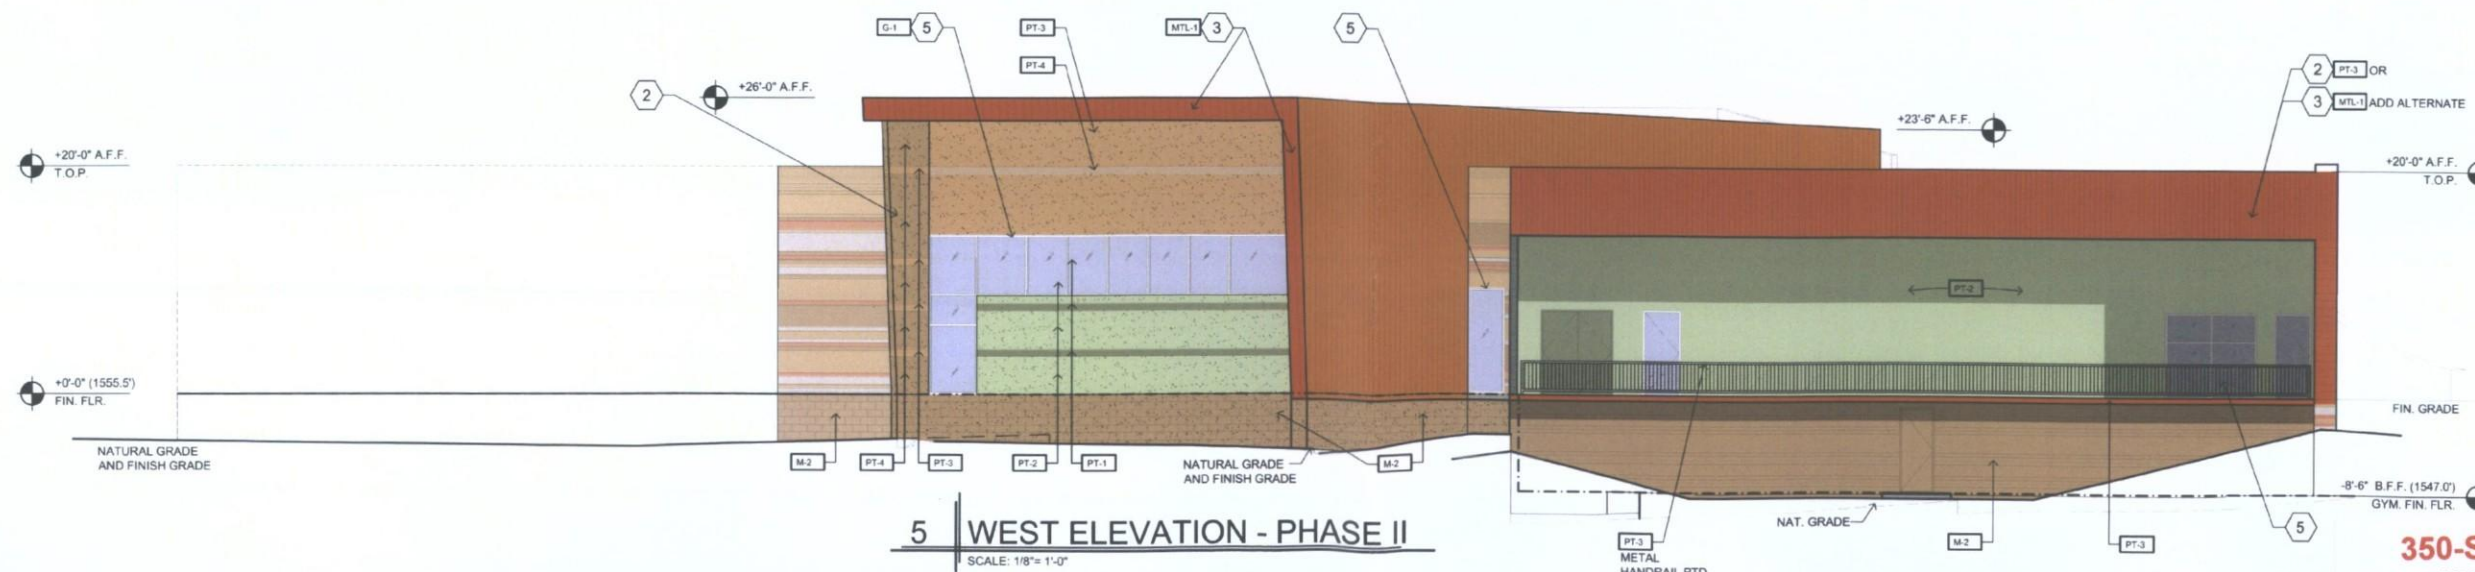 G-1 5
PT-3
MTL-1 3
5
PT-4
2 PT-3 OR
2
+26'-0" A.F.F.
3 MTL-1 ADD ALTERNATE
+23'-6" A.F.F.
+20'-0" A.F.F.
T.O.P.
+20'-0" A.F.F.
T.O.P.
PT-2
+0'-0" (1555.5')
FIN. FLR.
FIN. GRADE
NATURAL GRADE
AND FINISH GRADE
M-2
PT-4
PT-3
PT-2
PT-1
NATURAL GRADE
AND FINISH GRADE
M-2
-8'-6" B.F.F. (1547.0')
GYM. FIN. FLR.
NAT. GRADE
5
5 WEST ELEVATION - PHASE II
SCALE: 1/8"= 1'-0"
PT-3
METAL
HANDRAIL PTD
M-2
PT-3
350-S